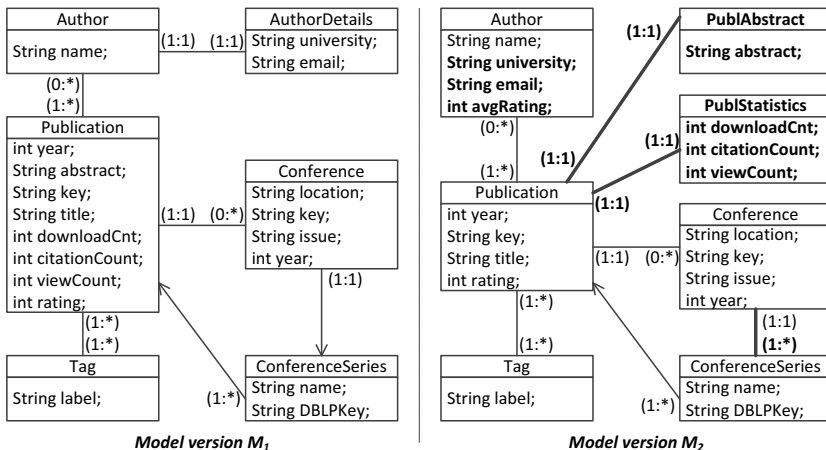 Author
String name;
(1:1)
(1:1)
AuthorDetails
String university;
String email;
(0:*)
(1:*)
Publication
int year;
String abstract;
String key;
String title;
int downloadCnt;
int citationCount;
int viewCount;
int rating;
(1:1)
(0:*)
Conference
String location;
String key;
String issue;
int year;
(1:1)
(1:*)
(1:*)
Tag
String label;
(1:*)
ConferenceSeries
String name;
String DBLPKey;
Model version M1
Author
String name;
String university;
String email;
int avgRating;
(1:1)
PublAbstract
String abstract;
PublStatistics
int downloadCnt;
int citationCount;
int viewCount;
(1:1)
(0:*)
(1:*)
(1:1)
(1:1)
Publication
int year;
String key;
String title;
int rating;
(1:1)
(0:*)
Conference
String location;
String key;
String issue;
int year;
(1:1)
(1:*)
(1:*)
(1:*)
Tag
String label;
(1:*)
ConferenceSeries
String name;
String DBLPKey;
Model version M2